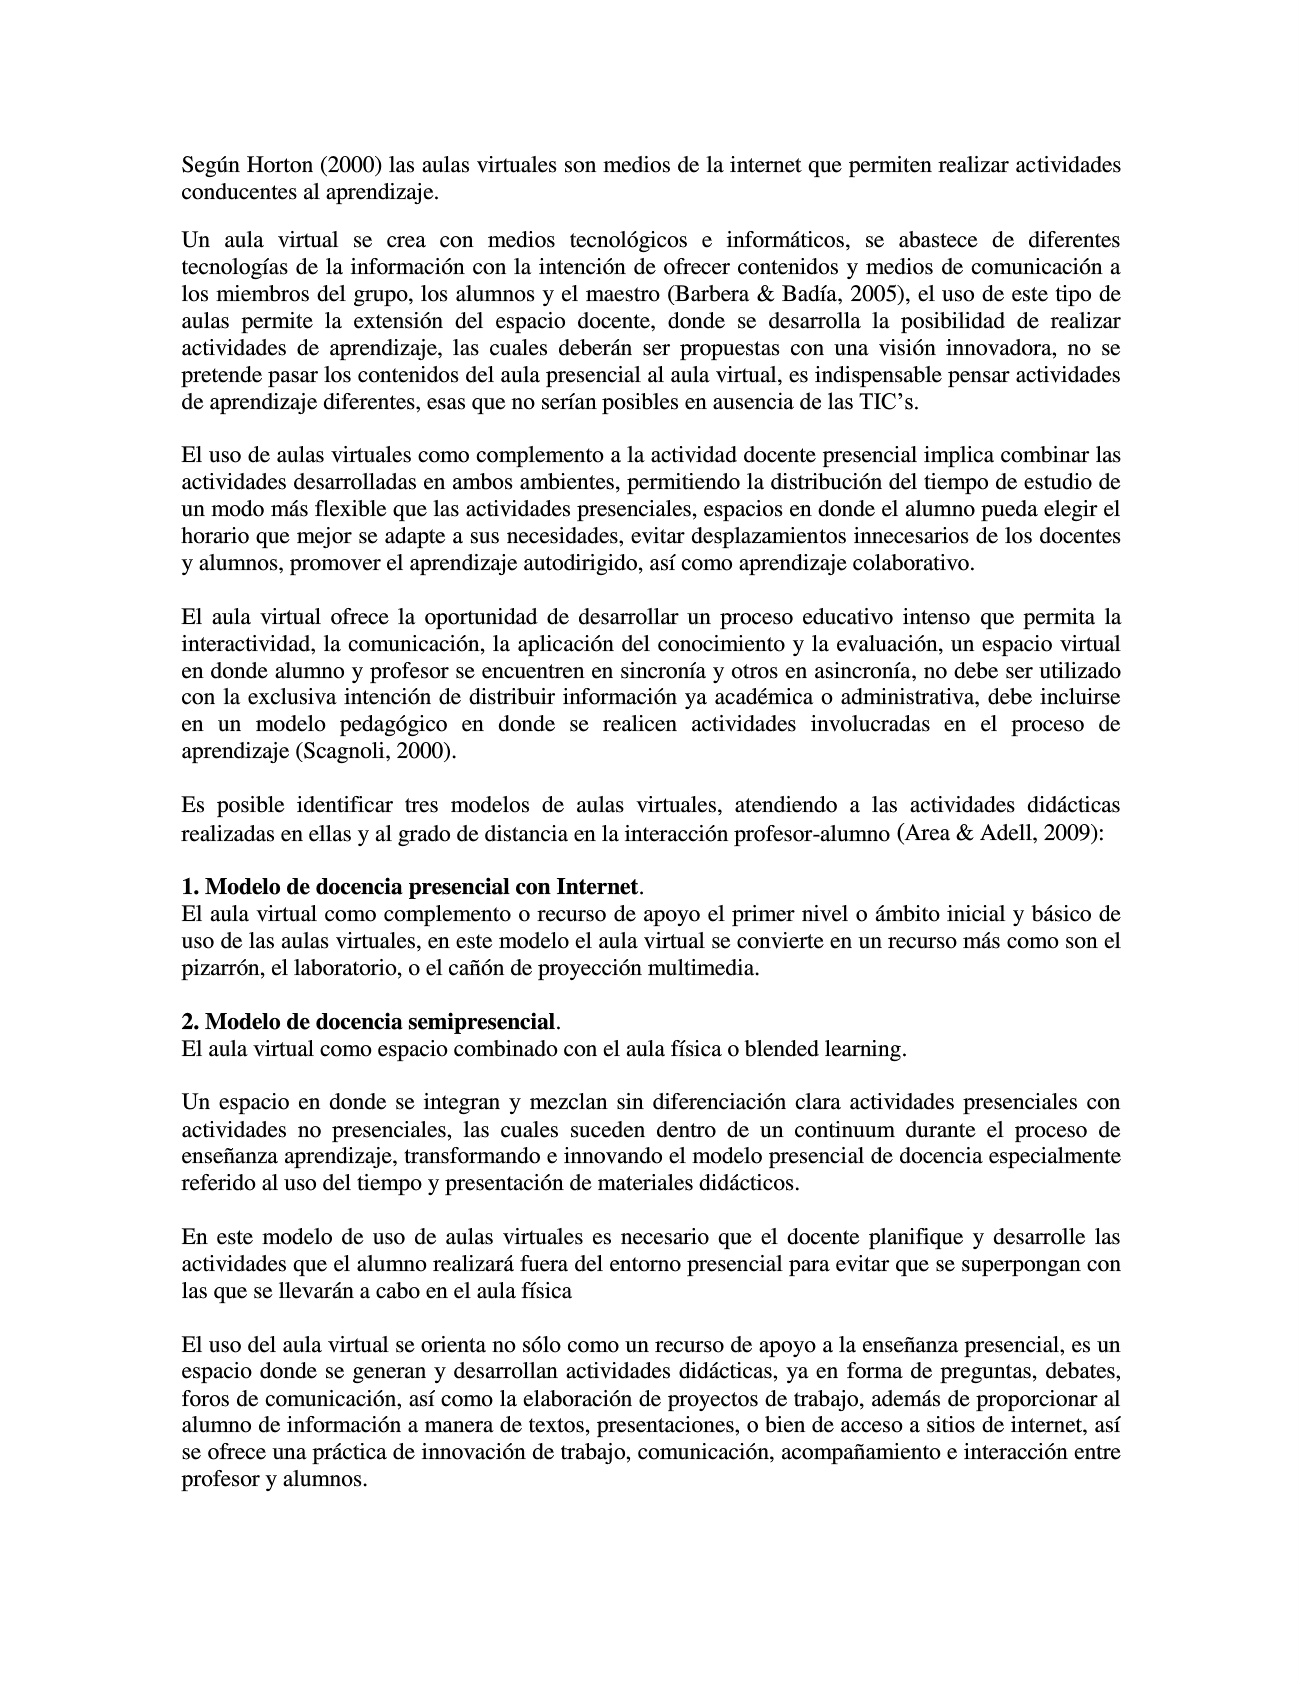 Según Horton (2000) las aulas virtuales son medios de la internet que permiten realizar actividades
conducentes al aprendizaje.
Un aula virtual se crea con medios tecnológicos e informáticos, se abastece de diferentes
tecnologías de la información con la intención de ofrecer contenidos y medios de comunicación a
los miembros del grupo, los alumnos y el maestro (Barbera & Badía, 2005), el uso de este tipo de
aulas permite la extensión del espacio docente, donde se desarrolla la posibilidad de realizar
actividades de aprendizaje, las cuales deberán ser propuestas con una visión innovadora, no se
pretende pasar los contenidos del aula presencial al aula virtual, es indispensable pensar actividades
de aprendizaje diferentes, esas que no serían posibles en ausencia de las TIC’s.
El uso de aulas virtuales como complemento a la actividad docente presencial implica combinar las
actividades desarrolladas en ambos ambientes, permitiendo la distribución del tiempo de estudio de
un modo más flexible que las actividades presenciales, espacios en donde el alumno pueda elegir el
horario que mejor se adapte a sus necesidades, evitar desplazamientos innecesarios de los docentes
y alumnos, promover el aprendizaje autodirigido, así como aprendizaje colaborativo.
El aula virtual ofrece la oportunidad de desarrollar un proceso educativo intenso que permita la
interactividad, la comunicación, la aplicación del conocimiento y la evaluación, un espacio virtual
en donde alumno y profesor se encuentren en sincronía y otros en asincronía, no debe ser utilizado
con la exclusiva intención de distribuir información ya académica o administrativa, debe incluirse
en un modelo pedagógico en donde se realicen actividades involucradas en el proceso de
aprendizaje (Scagnoli, 2000).
Es posible identificar tres modelos de aulas virtuales, atendiendo a las actividades didácticas
realizadas en ellas y al grado de distancia en la interacción profesor-alumno (Area & Adell, 2009):
1. Modelo de docencia presencial con Internet.
El aula virtual como complemento o recurso de apoyo el primer nivel o ámbito inicial y básico de
uso de las aulas virtuales, en este modelo el aula virtual se convierte en un recurso más como son el
pizarrón, el laboratorio, o el cañón de proyección multimedia.
2. Modelo de docencia semipresencial.
El aula virtual como espacio combinado con el aula física o blended learning.
Un espacio en donde se integran y mezclan sin diferenciación clara actividades presenciales con
actividades no presenciales, las cuales suceden dentro de un continuum durante el proceso de
enseñanza aprendizaje, transformando e innovando el modelo presencial de docencia especialmente
referido al uso del tiempo y presentación de materiales didácticos.
En este modelo de uso de aulas virtuales es necesario que el docente planifique y desarrolle las
actividades que el alumno realizará fuera del entorno presencial para evitar que se superpongan con
las que se llevarán a cabo en el aula física
El uso del aula virtual se orienta no sólo como un recurso de apoyo a la enseñanza presencial, es un
espacio donde se generan y desarrollan actividades didácticas, ya en forma de preguntas, debates,
foros de comunicación, así como la elaboración de proyectos de trabajo, además de proporcionar al
alumno de información a manera de textos, presentaciones, o bien de acceso a sitios de internet, así
se ofrece una práctica de innovación de trabajo, comunicación, acompañamiento e interacción entre
profesor y alumnos.